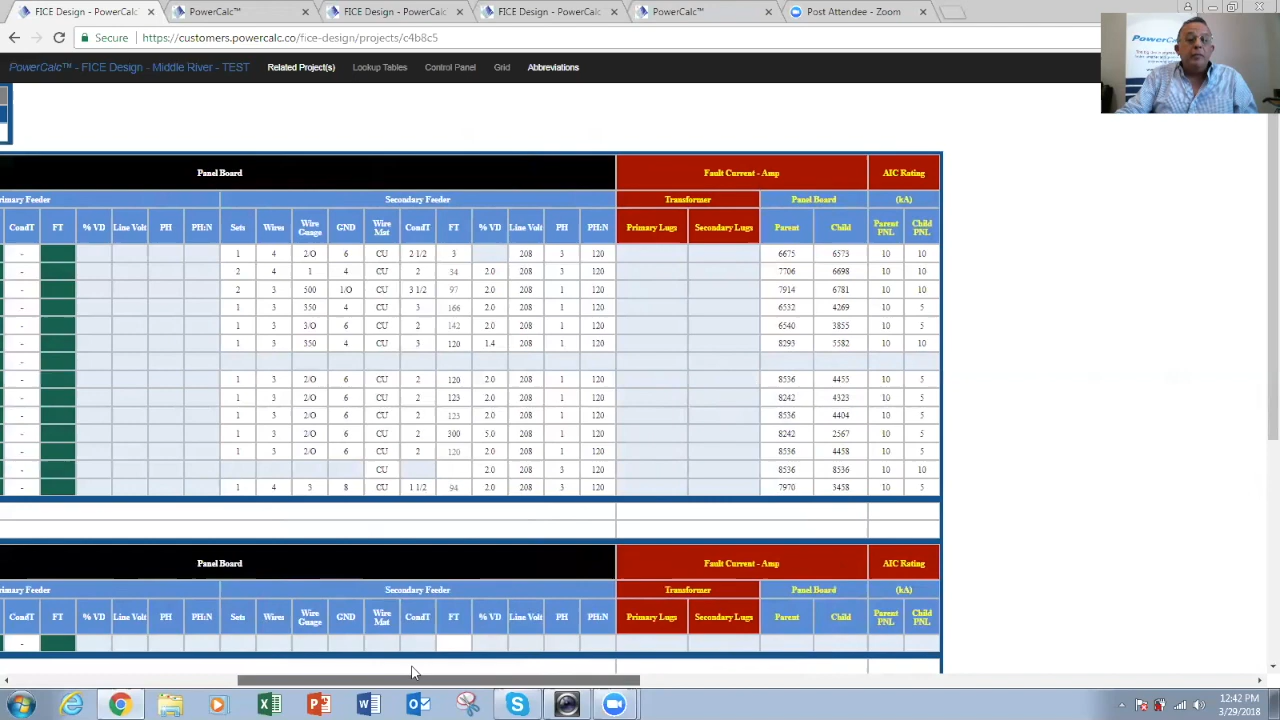 FICE Design - PowerCalc × PowerCalc™ × FICE Design - PowerCalc × FICE Design - PowerCalc × PowerCalc™ × Post Attendee - Zoom ×
Secure https://customers.powercalc.co/fice-design/projects/c4b8c5
PowerCalc™ - FICE Design - Middle River - TEST Related Project(s) Lookup Tables Control Panel Grid Abbreviations
Panel Board Fault Current - Amp AIC Rating
rimary Feeder Secondary Feeder Transformer Panel Board (kA)
CondT FT % VD Line Volt PH PH:N Sets Wires Wire Guage GND Wire Mat CondT FT % VD Line Volt PH PH:N Primary Lugs Secondary Lugs Parent Child Parent PNL Child PNL
- 1 4 2/O 6 CU 2 1/2 3 208 3 120 6675 6573 10 10
- 2 4 1 4 CU 2 34 2.0 208 3 120 7706 6698 10 10
- 2 3 500 1/O CU 3 1/2 97 2.0 208 1 120 7914 6781 10 10
- 1 3 350 4 CU 3 166 2.0 208 1 120 6532 4269 10 5
- 1 3 3/O 6 CU 2 142 2.0 208 1 120 6540 3855 10 5
- 1 3 350 4 CU 3 120 1.4 208 1 120 8293 5582 10 10
-
- 1 3 2/O 6 CU 2 120 2.0 208 1 120 8536 4455 10 5
- 1 3 2/O 6 CU 2 123 2.0 208 1 120 8242 4323 10 5
- 1 3 2/O 6 CU 2 123 2.0 208 1 120 8536 4404 10 5
- 1 3 2/O 6 CU 2 300 5.0 208 1 120 8242 2567 10 5
- 1 3 2/O 6 CU 2 120 2.0 208 1 120 8536 4458 10 5
- CU 2.0 208 3 120 8536 8536 10 10
- 1 4 3 8 CU 1 1/2 94 2.0 208 1 120 7970 3458 10 5
Panel Board Fault Current - Amp AIC Rating
rimary Feeder Secondary Feeder Transformer Panel Board (kA)
CondT FT % VD Line Volt PH PH:N Sets Wires Wire Guage GND Wire Mat CondT FT % VD Line Volt PH PH:N Primary Lugs Secondary Lugs Parent Child Parent PNL Child PNL
-
12:42 PM
3/29/2018